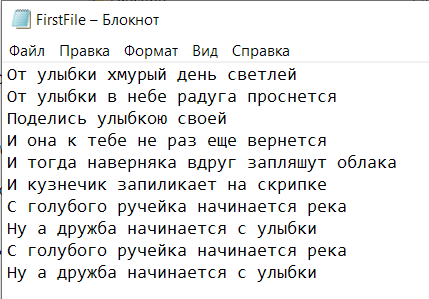 FirstFile – Блокнот
Файл Правка Формат Вид Справка
От улыбки хмурый день светлей
От улыбки в небе радуга проснется
Поделись улыбкою своей
И она к тебе не раз еще вернется
И тогда наверняка вдруг запляшут облака
И кузнечик запиликает на скрипке
С голубого ручейка начинается река
Ну а дружба начинается с улыбки
С голубого ручейка начинается река
Ну а дружба начинается с улыбки